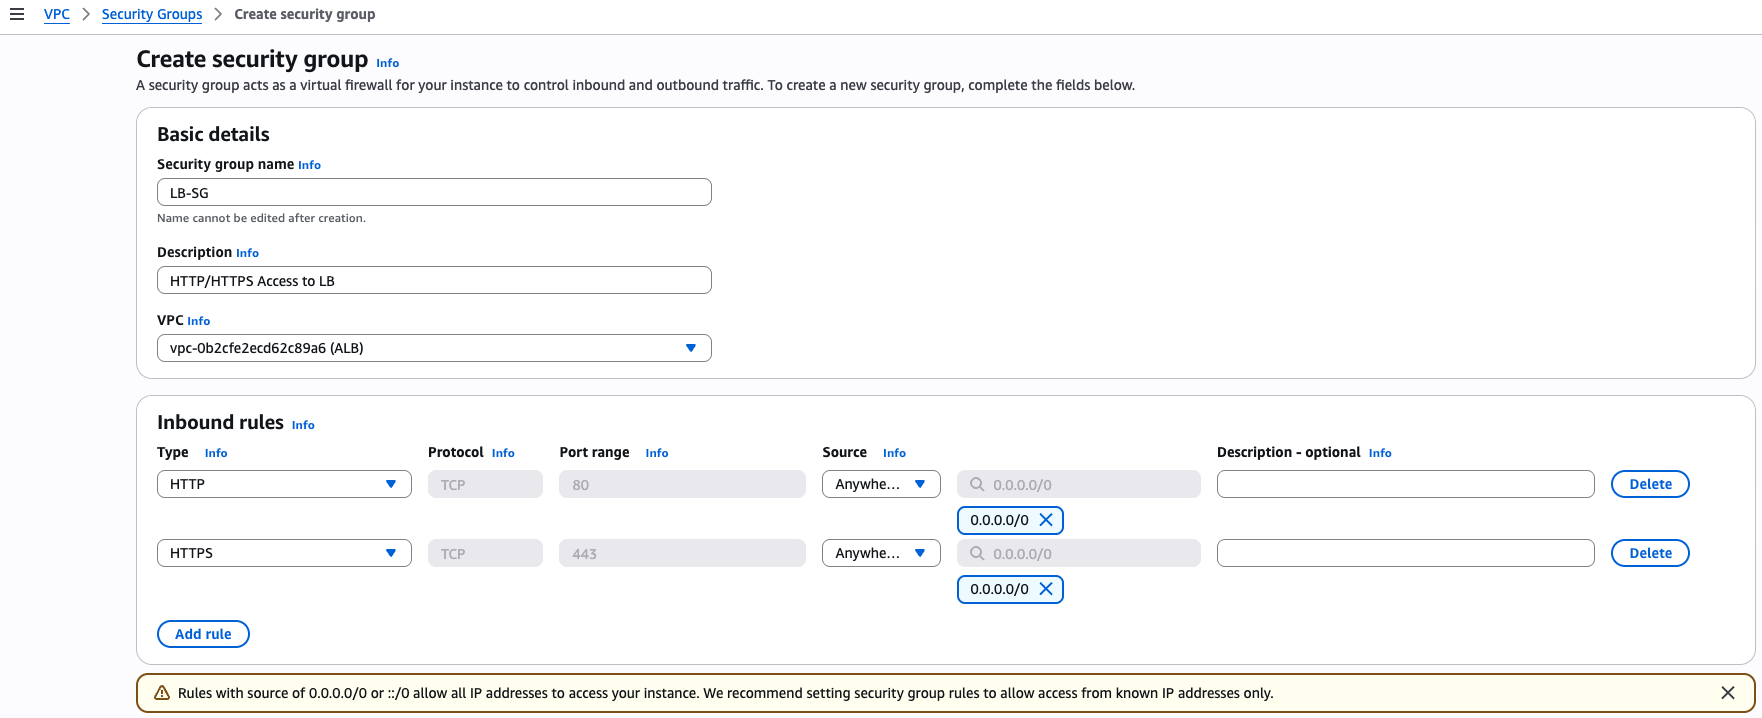 VPC > Security Groups > Create security group
Create security group Info
A security group acts as a virtual firewall for your instance to control inbound and outbound traffic. To create a new security group, complete the fields below.
Basic details
Security group name Info
LB-SG
Name cannot be edited after creation.
Description Info
HTTP/HTTPS Access to LB
VPC Info
vpc-0b2cfe2ecd62c89a6 (ALB)
Inbound rules Info
Type Info Protocol Info Port range Info Source Info Description - optional Info
HTTP TCP 80 Anywhe... 0.0.0.0/0 Delete
0.0.0.0/0
HTTPS TCP 443 Anywhe... 0.0.0.0/0 Delete
0.0.0.0/0
Add rule
Rules with source of 0.0.0.0/0 or ::/0 allow all IP addresses to access your instance. We recommend setting security group rules to allow access from known IP addresses only.